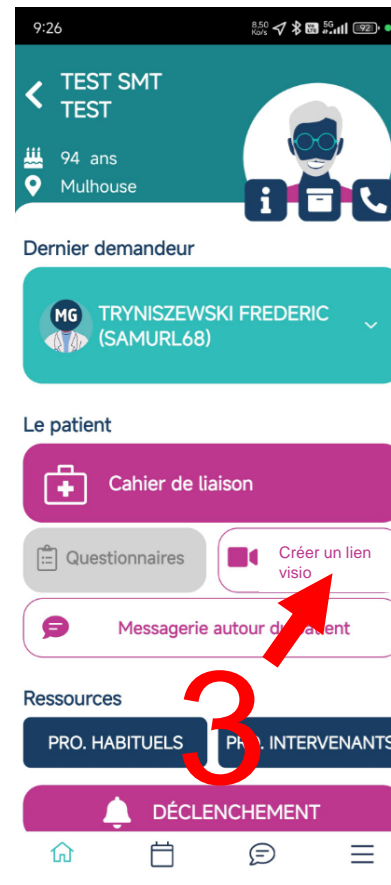 9:26
8.50 Ko/s 5G 92
TEST SMT
TEST
94 ans
Mulhouse
Dernier demandeur
MG
TRYNISZEWSKI FREDERIC
(SAMURL68)
Le patient
Cahier de liaison
Questionnaires
Créer un lien
visio
Messagerie autour du patient
3
Ressources
PRO. HABITUELS
PRO. INTERVENANTS
DÉCLENCHEMENT